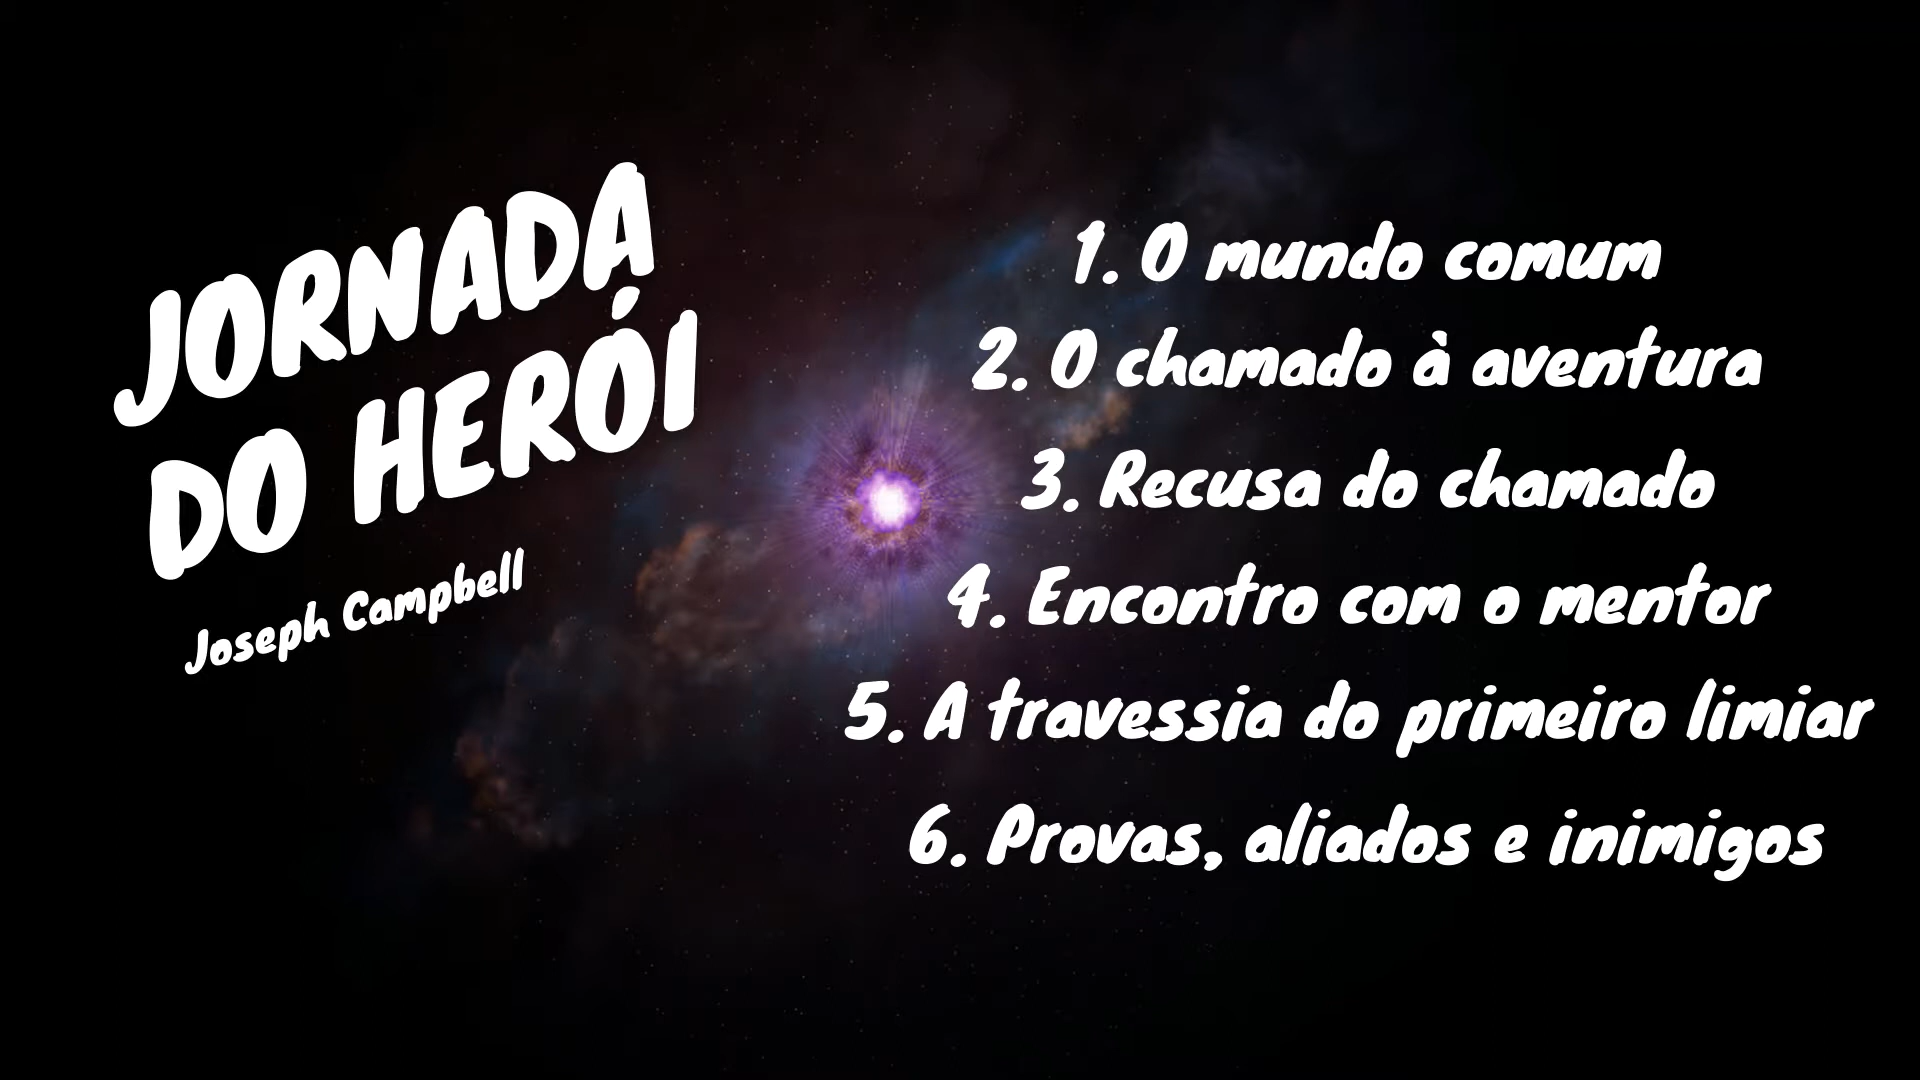 JORNADA
DO HERÓI
Joseph Campbell
1. O mundo comum
2. O chamado à aventura
3. Recusa do chamado
4. Encontro com o mentor
5. A travessia do primeiro limiar
6. Provas, aliados e inimigos